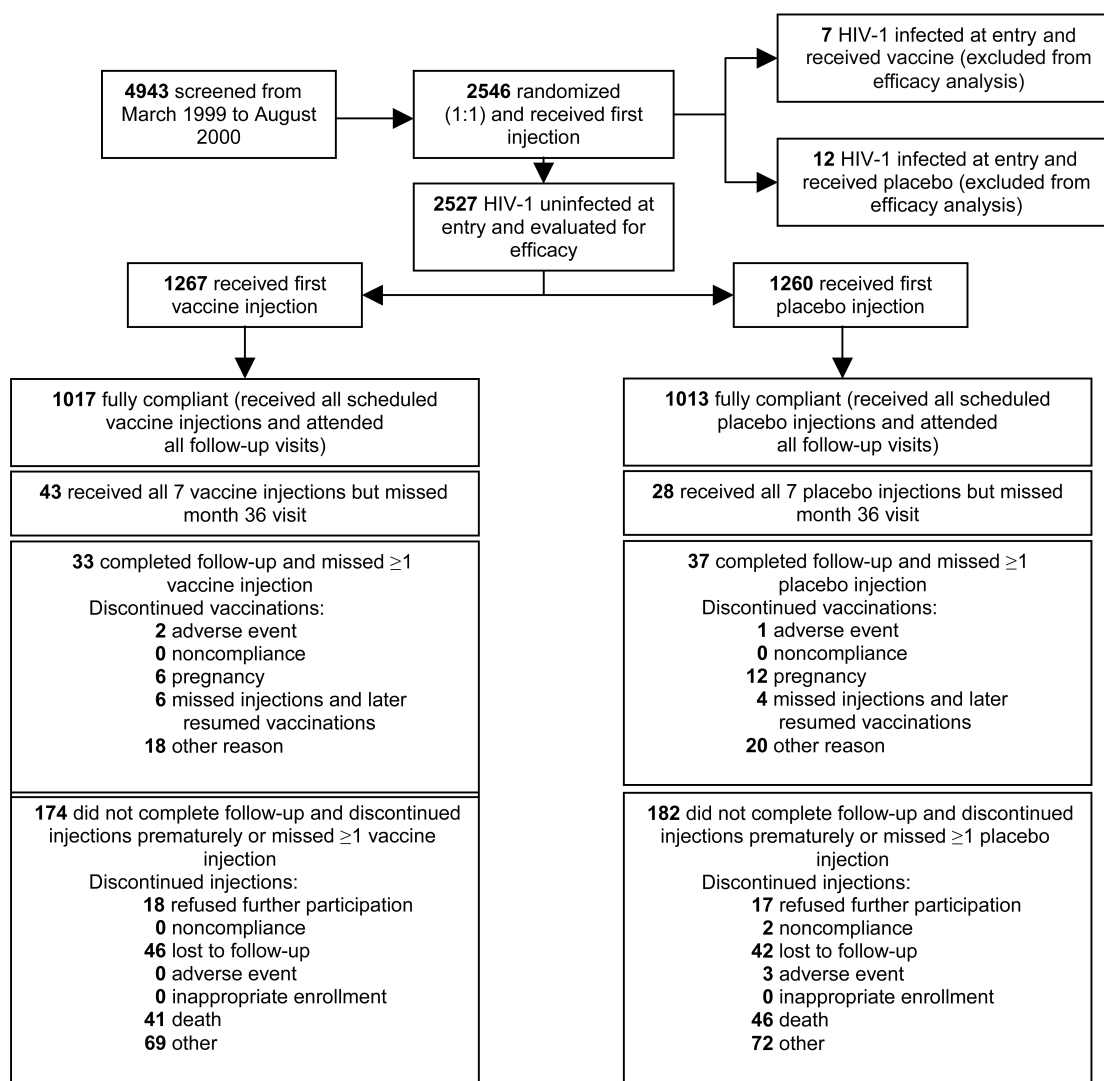 4943 screened from
March 1999 to August
2000
2546 randomized
(1:1) and received first
injection
7 HIV-1 infected at entry and
received vaccine (excluded from
efficacy analysis)
12 HIV-1 infected at entry and
received placebo (excluded from
efficacy analysis)
2527 HIV-1 uninfected at
entry and evaluated for
efficacy
1267 received first
vaccine injection
1260 received first
placebo injection
1017 fully compliant (received all scheduled
vaccine injections and attended
all follow-up visits)
43 received all 7 vaccine injections but missed
month 36 visit
33 completed follow-up and missed ≥1
vaccine injection
Discontinued vaccinations:
2 adverse event
0 noncompliance
6 pregnancy
6 missed injections and later
resumed vaccinations
18 other reason
174 did not complete follow-up and discontinued
injections prematurely or missed ≥1 vaccine
injection
Discontinued injections:
18 refused further participation
0 noncompliance
46 lost to follow-up
0 adverse event
0 inappropriate enrollment
41 death
69 other
1013 fully compliant (received all scheduled
placebo injections and attended
all follow-up visits)
28 received all 7 placebo injections but missed
month 36 visit
37 completed follow-up and missed ≥1
placebo injection
Discontinued vaccinations:
1 adverse event
0 noncompliance
12 pregnancy
4 missed injections and later
resumed vaccinations
20 other reason
182 did not complete follow-up and discontinued
injections prematurely or missed ≥1 placebo
injection
Discontinued injections:
17 refused further participation
2 noncompliance
42 lost to follow-up
3 adverse event
0 inappropriate enrollment
46 death
72 other